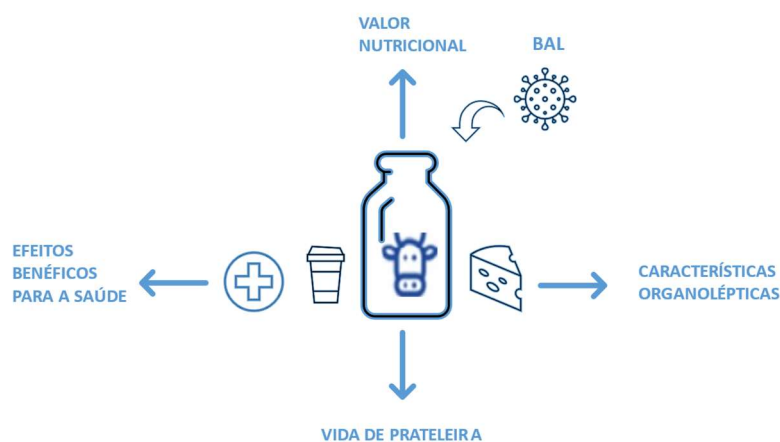 VALOR
NUTRICIONAL
BAL
EFEITOS
BENÉFICOS
PARA A SAÚDE
CARACTERÍSTICAS
ORGANOLÉPTICAS
VIDA DE PRATELEIRA